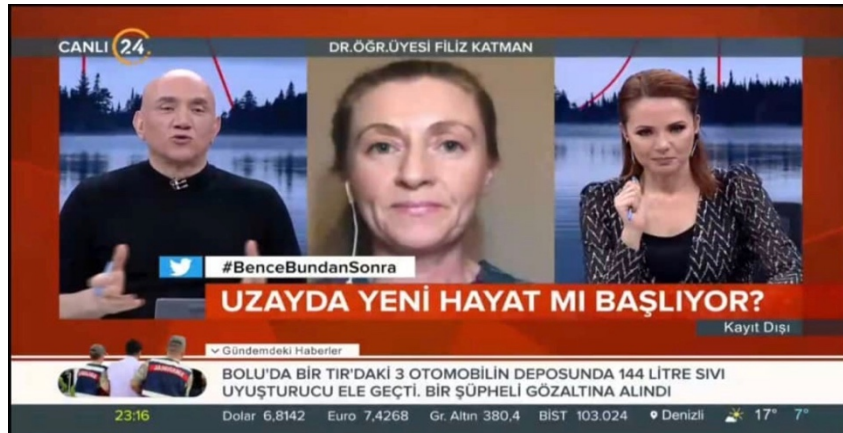 CANLI 24
DR.ÖĞR.ÜYESİ FİLİZ KATMAN
#BenceBundanSonra
UZAYDA YENİ HAYAT MI BAŞLIYOR?
Kayıt Dışı
Gündemdeki Haberler
BOLU'DA BİR TIR'DAKİ 3 OTOMOBİLİN DEPOSUNDA 144 LİTRE SIVI
UYUŞTURUCU ELE GEÇTİ. BİR ŞÜPHELİ GÖZALTINA ALINDI
23:16 Dolar 6,8142 Euro 7,4268 Gr. Altın 380,4 BİST 103.024 Denizli 17° 7°